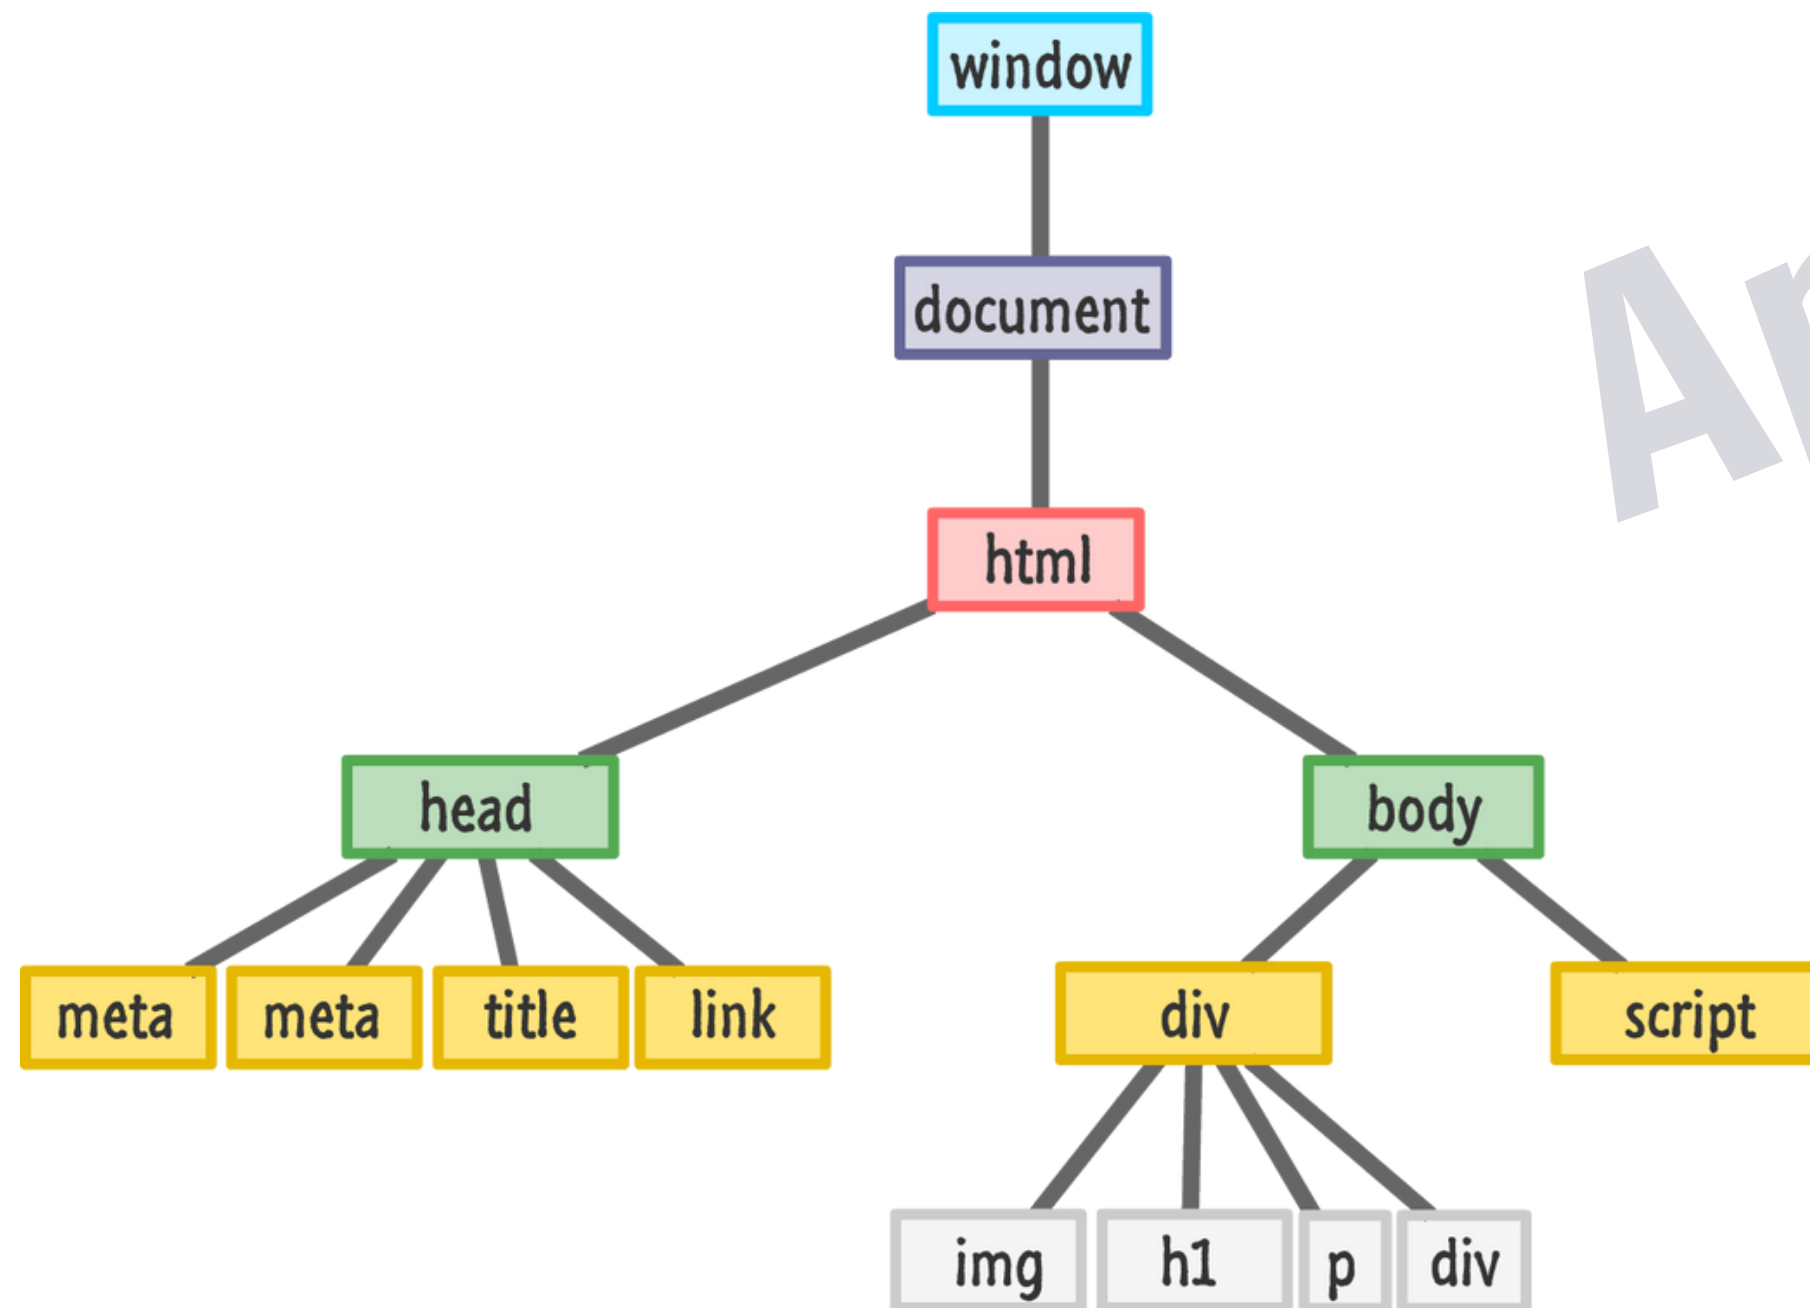 window
document
html
head
body
meta
meta
title
link
div
script
img
h1
p
div